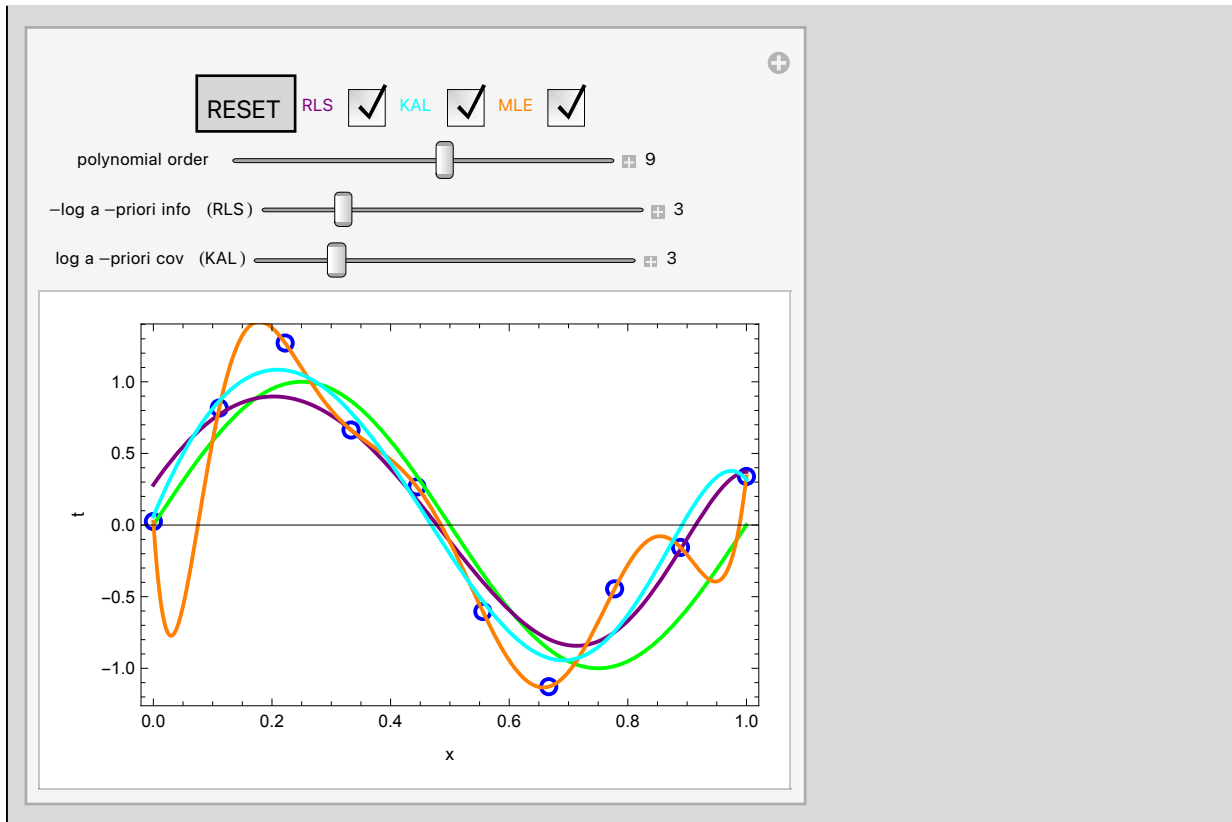 RESET RLS KAL MLE
polynomial order 9
−log a −priori info (RLS) 3
log a −priori cov (KAL) 3
1.0
0.5
t
0.0
−0.5
−1.0
0.0 0.2 0.4 0.6 0.8 1.0
x